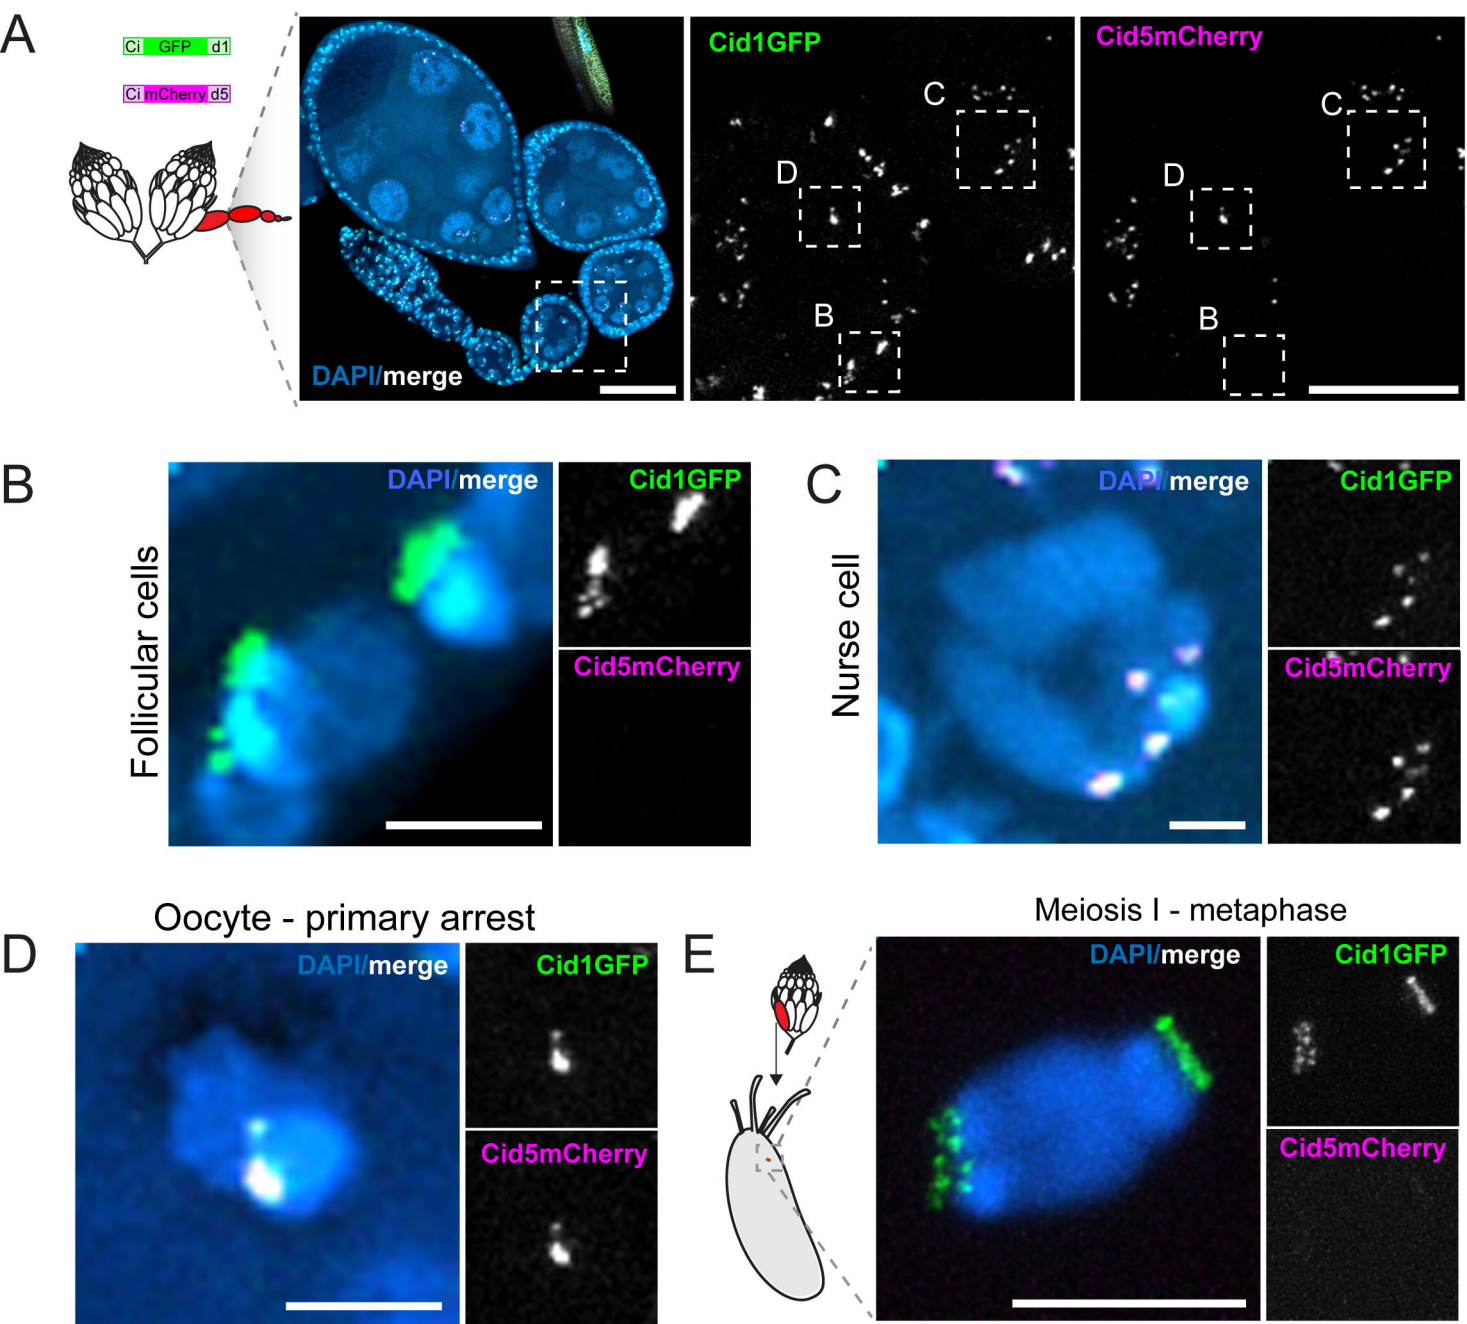 A
Ci GFP d1
Ci mCherry d5
DAPI/merge
Cid1GFP
C
D
B
Cid5mCherry
C
D
B
B
Follicular cells
DAPI/merge
Cid1GFP
Cid5mCherry
C
Nurse cell
DAPI/merge
Cid1GFP
Cid5mCherry
D
Oocyte - primary arrest
DAPI/merge
Cid1GFP
Cid5mCherry
E
Meiosis I - metaphase
DAPI/merge
Cid1GFP
Cid5mCherry